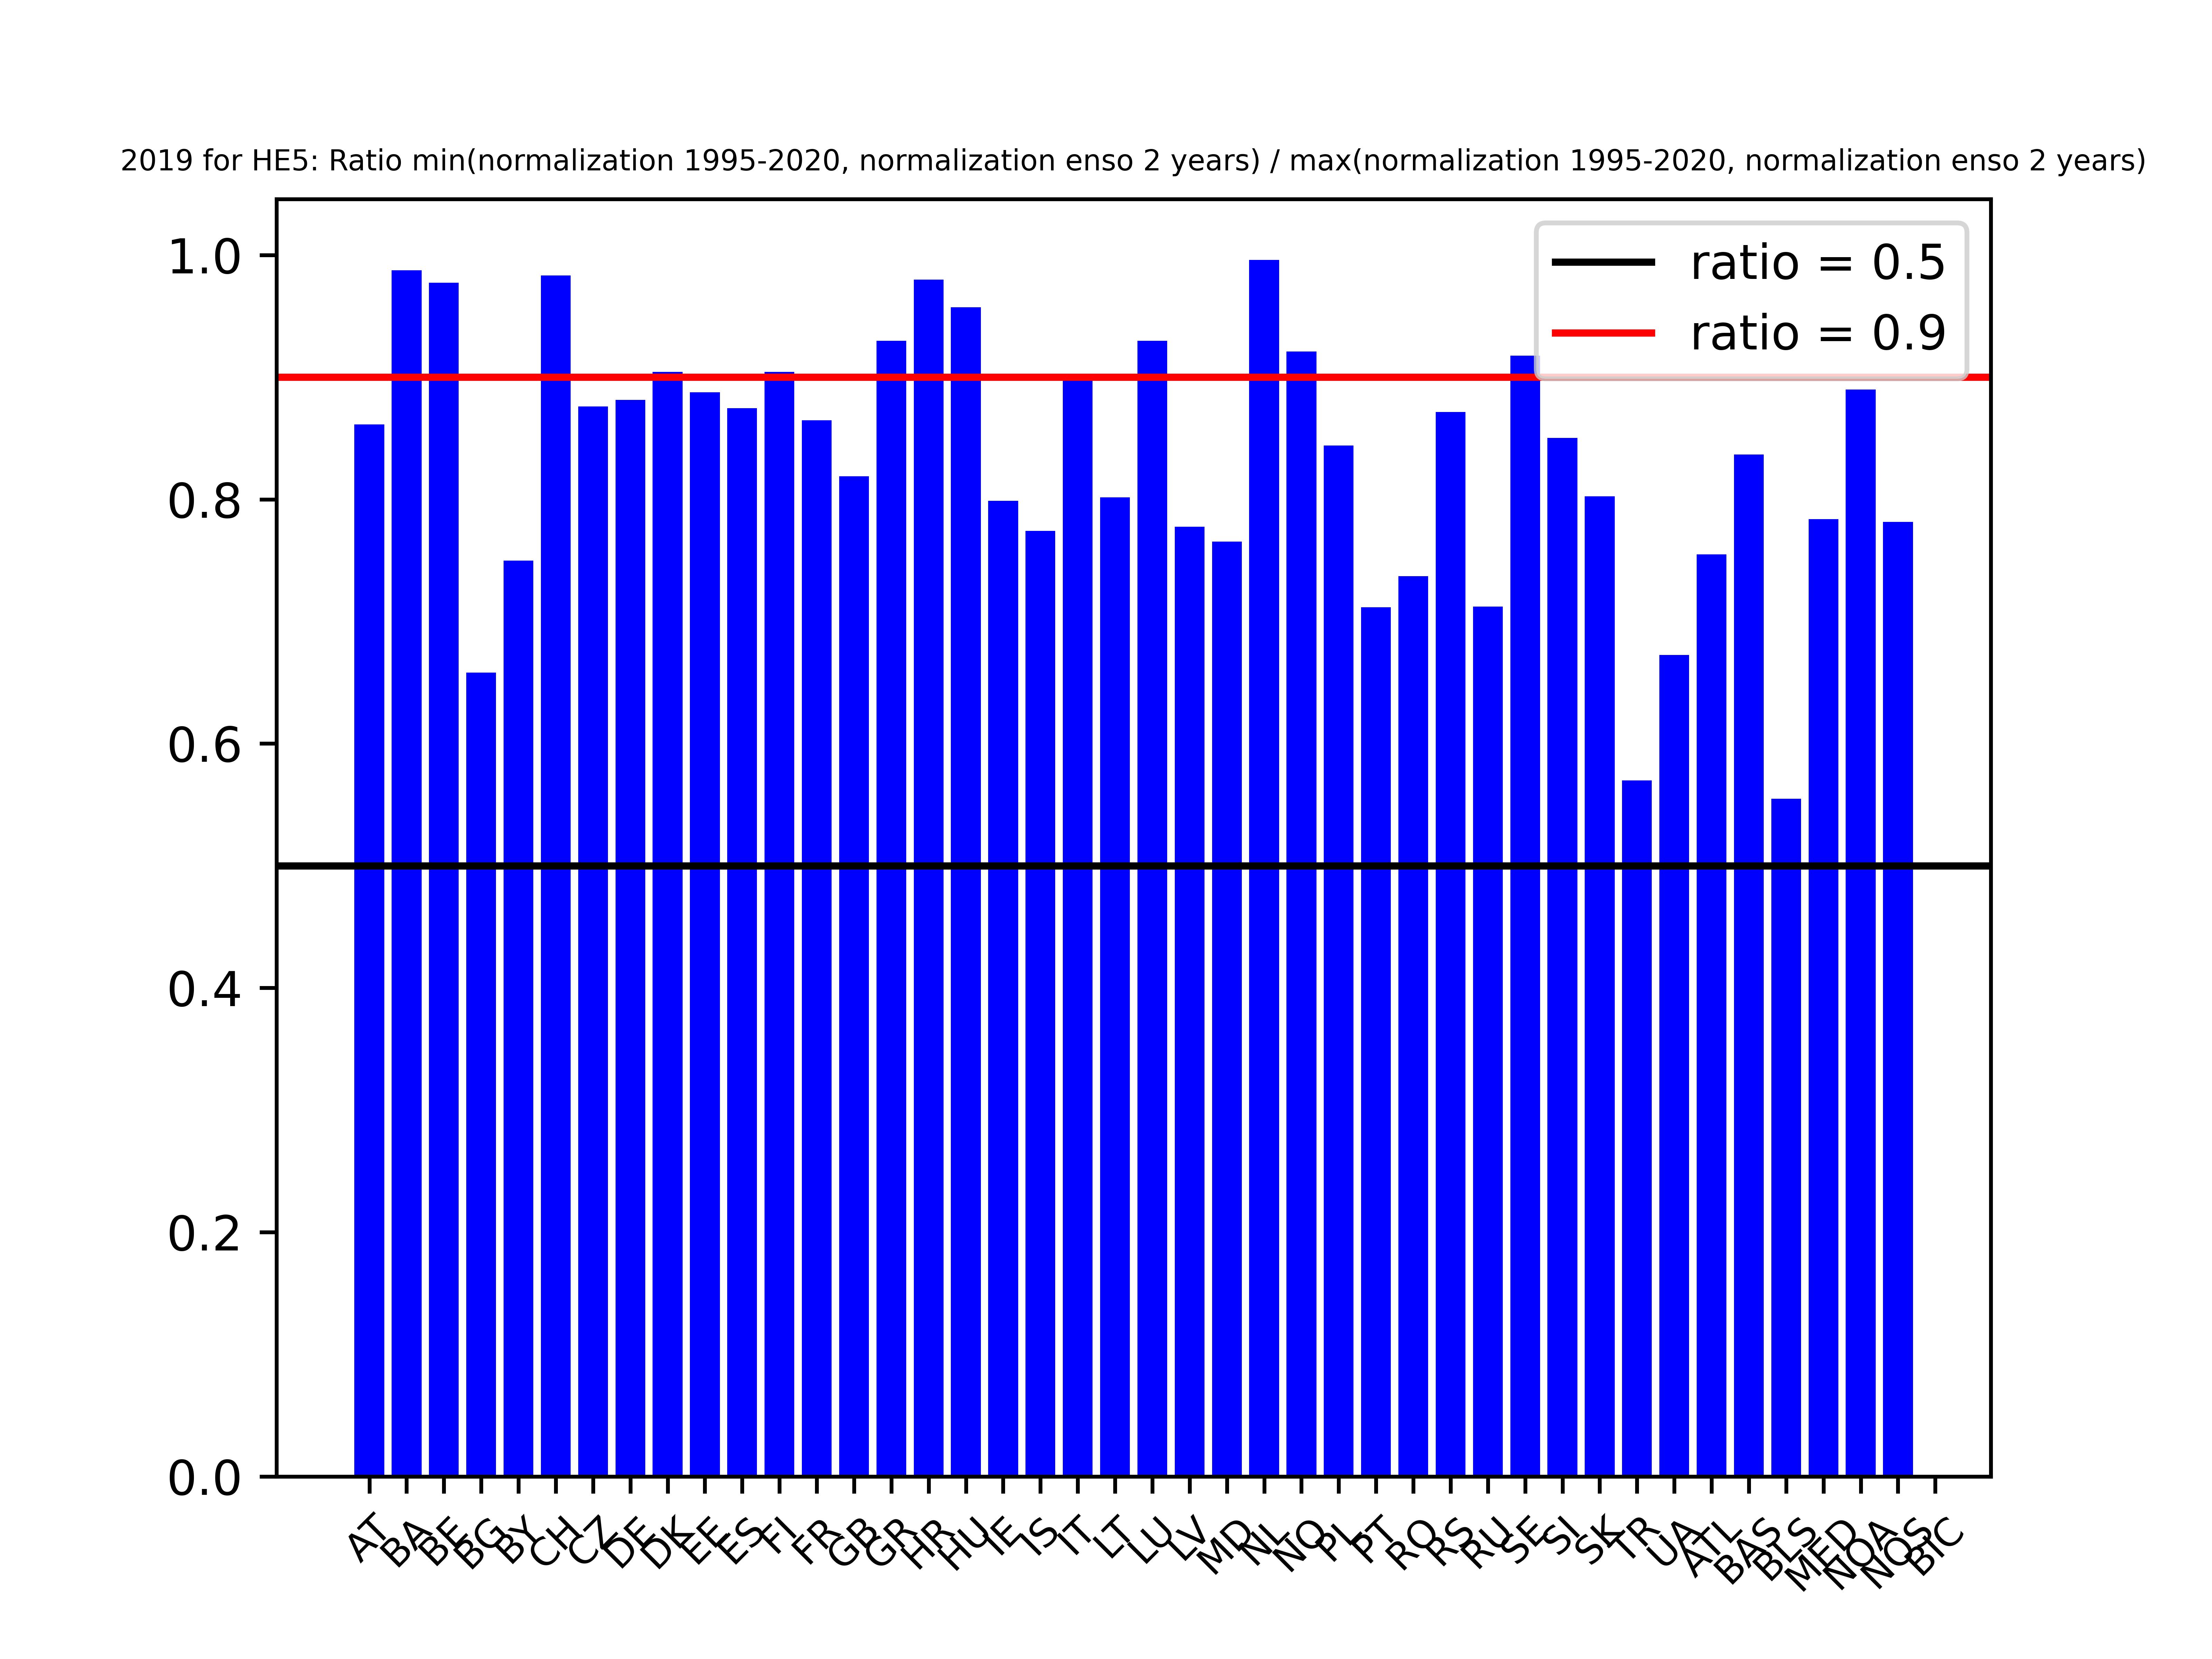 2019 for HE5: Ratio min(normalization 1995-2020, normalization enso 2 years) / max(normalization 1995-2020, normalization enso 2 years)
ratio = 0.5
ratio = 0.9
1.0
0.8
0.6
0.4
0.2
0.0
AT BA BE BG BY CH CZ DE DK EE ES FI FR GB GR HR HU IE IS IT LT LU LV MD NL NO PL PT RO RS RU SE SI SK TR UA ATL BAS BLS MED NOA NOS BIC